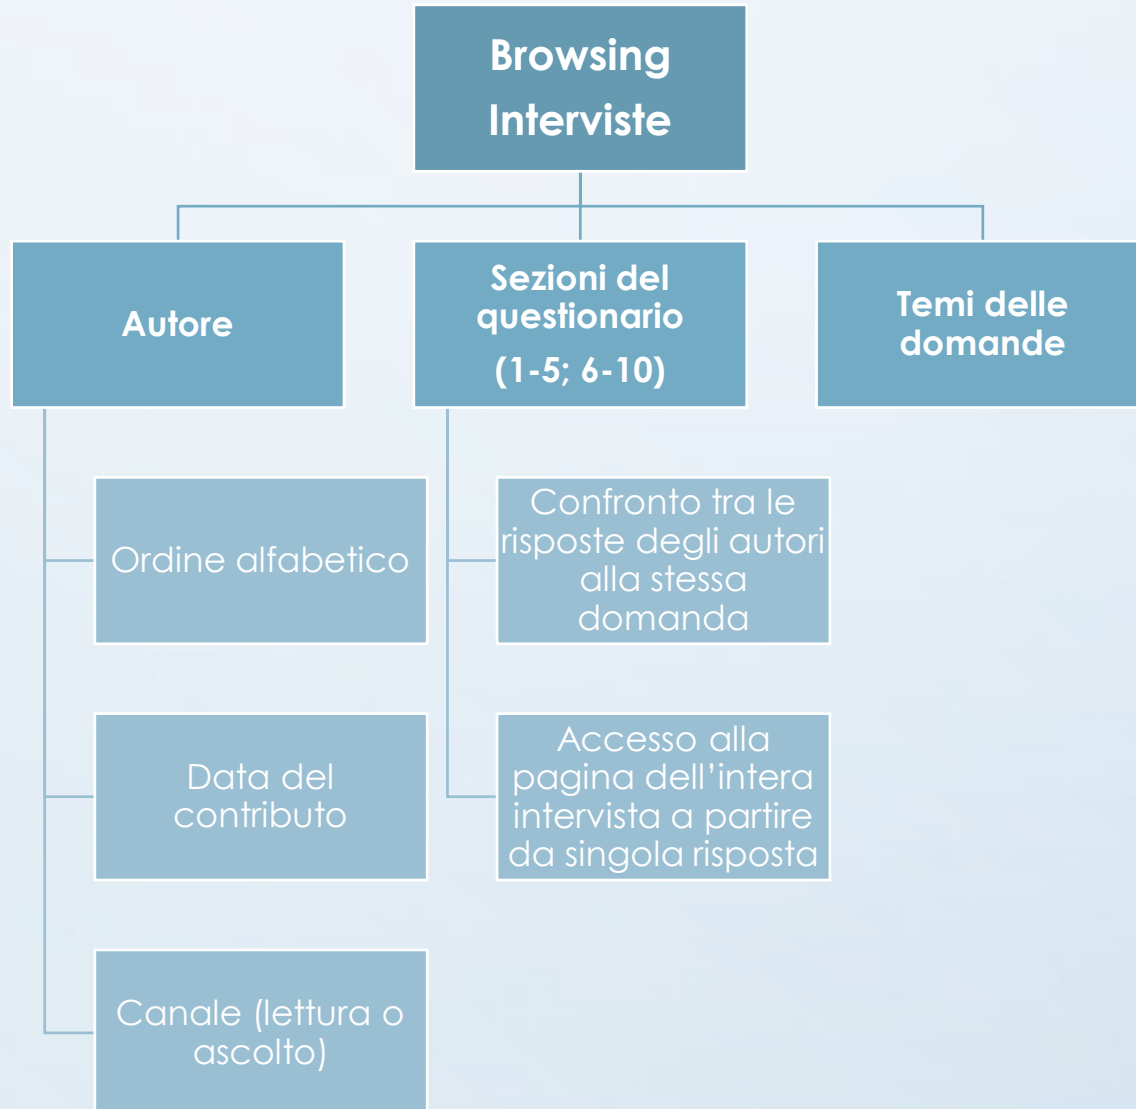 Browsing
Interviste
Autore
Sezioni del
questionario
(1-5; 6-10)
Temi delle
domande
Ordine alfabetico
Data del
contributo
Canale (lettura o
ascolto)
Confronto tra le
risposte degli autori
alla stessa
domanda
Accesso alla
pagina dell’intera
intervista a partire
da singola risposta